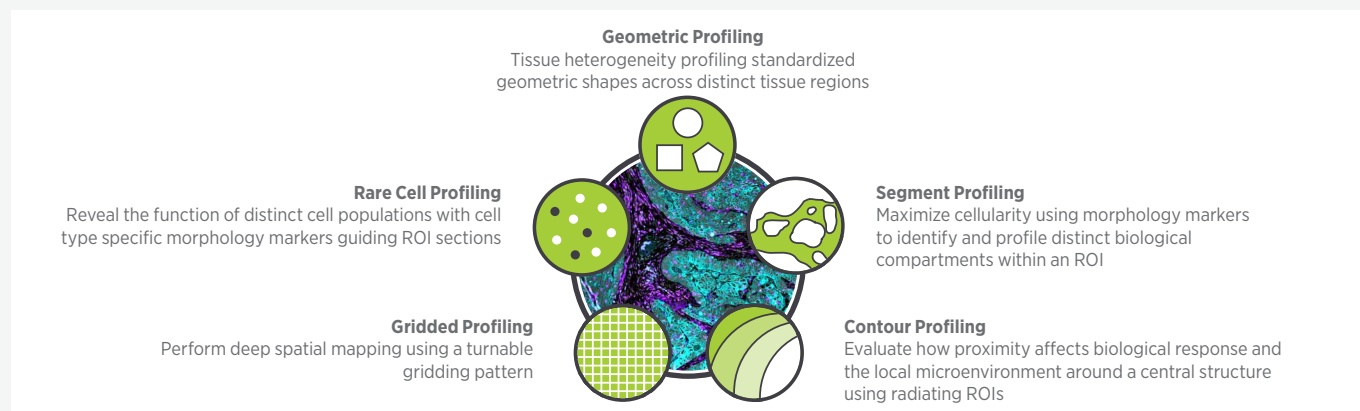 Geometric Profiling
Tissue heterogeneity profiling standardized
geometric shapes across distinct tissue regions
Rare Cell Profiling
Reveal the function of distinct cell populations with cell
type specific morphology markers guiding ROI sections
Segment Profiling
Maximize cellularity using morphology markers
to identify and profile distinct biological
compartments within an ROI
Gridded Profiling
Perform deep spatial mapping using a turnable
gridding pattern
Contour Profiling
Evaluate how proximity affects biological response and
the local microenvironment around a central structure
using radiating ROIs